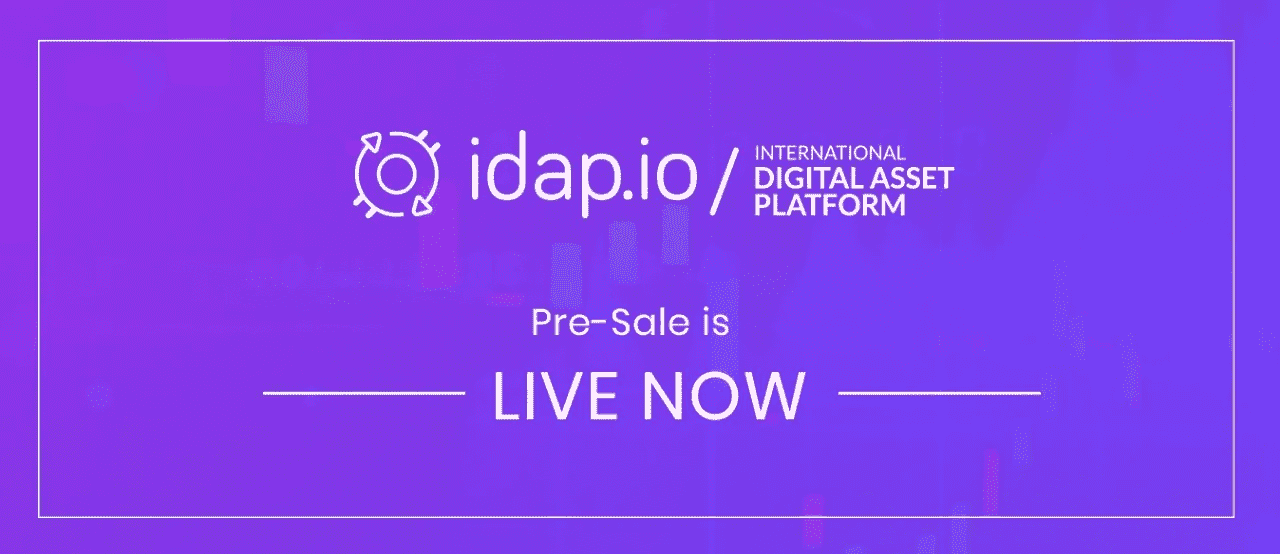 idap.io / INTERNATIONAL
DIGITAL ASSET
PLATFORM
Pre-Sale is
LIVE NOW